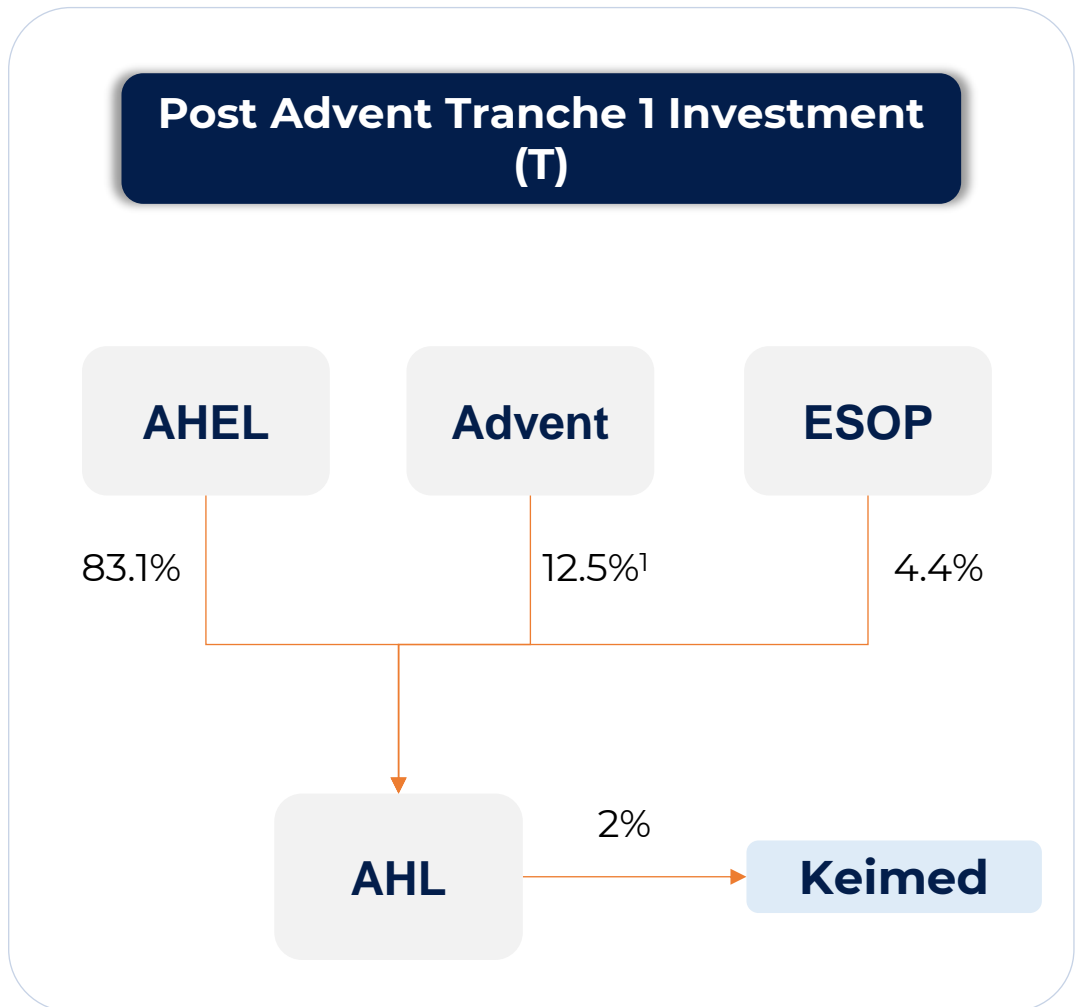 Post Advent Tranche 1 Investment
(T)
AHEL
Advent
ESOP
83.1%
12.5%¹
4.4%
2%
AHL
Keimed